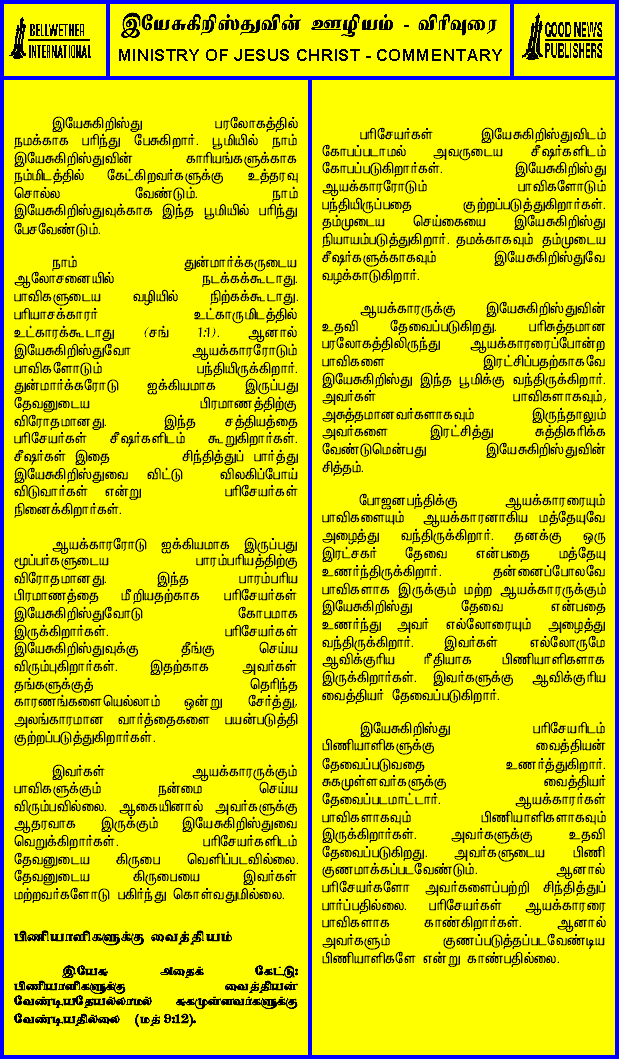 BELLWETHER
INTERNATIONAL
இயேசுகிறிஸ்துவின் ஊழியம் - விரிவுரை
MINISTRY OF JESUS CHRIST - COMMENTARY
GOOD NEWS
PUBLISHERS
இயேசுகிறிஸ்து பரலோகத்தில்
நமக்காக பரிந்து பேசுகிறார். பூமியில் நாம்
இயேசுகிறிஸ்துவின் காரியங்களுக்காக
நம்மிடத்தில் கேட்கிறவர்களுக்கு உத்தரவு
சொல்ல வேண்டும். நாம்
இயேசுகிறிஸ்துவுக்காக இந்த பூமியில் பரிந்து
பேசவேண்டும்.
நாம் துன்மார்க்கருடைய
ஆலோசனையில் நடக்கக்கூடாது.
பாவிகளுடைய வழியில் நிற்கக்கூடாது.
பரியாசக்காரர் உட்காருமிடத்தில்
உட்காரக்கூடாது (சங் 1:1). ஆனால்
இயேசுகிறிஸ்துவோ ஆயக்காரரோடும்
பாவிகளோடும் பந்தியிருக்கிறார்.
துன்மார்க்கரோடு ஐக்கியமாக இருப்பது
தேவனுடைய பிரமாணத்திற்கு
விரோதமானது. இந்த சத்தியத்தை
பரிசேயர்கள் சீஷர்களிடம் கூறுகிறார்கள்.
சீஷர்கள் இதை சிந்தித்துப் பார்த்து
இயேசுகிறிஸ்துவை விட்டு விலகிப்போய்
விடுவார்கள் என்று பரிசேயர்கள்
நினைக்கிறார்கள்.
ஆயக்காரரோடு ஐக்கியமாக இருப்பது
மூப்பர்களுடைய பாரம்பரியத்திற்கு
விரோதமானது. இந்த பாரம்பரிய
பிரமாணத்தை மீறியதற்காக பரிசேயர்கள்
இயேசுகிறிஸ்துவோடு கோபமாக
இருக்கிறார்கள். பரிசேயர்கள்
இயேசுகிறிஸ்துவுக்கு தீங்கு செய்ய
விரும்புகிறார்கள். இதற்காக அவர்கள்
தங்களுக்குத் தெரிந்த
காரணங்களையெல்லாம் ஒன்று சேர்த்து,
அலங்காரமான வார்த்தைகளை பயன்படுத்தி
குற்றப்படுத்துகிறார்கள்.
இவர்கள் ஆயக்காரருக்கும்
பாவிகளுக்கும் நன்மை செய்ய
விரும்பவில்லை. ஆகையினால் அவர்களுக்கு
ஆதரவாக இருக்கும் இயேசுகிறிஸ்துவை
வெறுக்கிறார்கள். பரிசேயர்களிடம்
தேவனுடைய கிருபை வெளிப்படவில்லை.
தேவனுடைய கிருபையை இவர்கள்
மற்றவர்களோடு பகிர்ந்து கொள்வதுமில்லை.
பிணியாளிகளுக்கு வைத்தியம்
இயேசு அதைக் கேட்டு:
பிணியாளிகளுக்கு வைத்தியன்
வேண்டியதேயல்லாமல் சுகமுள்ளவர்களுக்கு
வேண்டியதில்லை (மத் 9:12).
பரிசேயர்கள் இயேசுகிறிஸ்துவிடம்
கோபப்படாமல் அவருடைய சீஷர்களிடம்
கோபப்படுகிறார்கள். இயேசுகிறிஸ்து
ஆயக்காரரோடும் பாவிகளோடும்
பந்தியிருப்பதை குற்றப்படுத்துகிறார்கள்.
தம்முடைய செய்கையை இயேசுகிறிஸ்து
நியாயம்படுத்துகிறார். தமக்காகவும் தம்முடைய
சீஷர்களுக்காகவும் இயேசுகிறிஸ்துவே
வழக்காடுகிறார்.
ஆயக்காரருக்கு இயேசுகிறிஸ்துவின்
உதவி தேவைப்படுகிறது. பரிசுத்தமான
பரலோகத்திலிருந்து ஆயக்காரரைப்போன்ற
பாவிகளை இரட்சிப்பதற்காகவே
இயேசுகிறிஸ்து இந்த பூமிக்கு வந்திருக்கிறார்.
அவர்கள் பாவிகளாகவும்,
அசுத்தமானவர்களாகவும் இருந்தாலும்
அவர்களை இரட்சித்து சுத்திகரிக்க
வேண்டுமென்பது இயேசுகிறிஸ்துவின்
சித்தம்.
போஜனபந்திக்கு ஆயக்காரரையும்
பாவிகளையும் ஆயக்காரனாகிய மத்தேயுவே
அழைத்து வந்திருக்கிறார். தனக்கு ஒரு
இரட்சகர் தேவை என்பதை மத்தேயு
உணர்ந்திருக்கிறார். தன்னைப்போலவே
பாவிகளாக இருக்கும் மற்ற ஆயக்காரருக்கும்
இயேசுகிறிஸ்து தேவை என்பதை
உணர்ந்து அவர் எல்லோரையும் அழைத்து
வந்திருக்கிறார். இவர்கள் எல்லோருமே
ஆவிக்குரிய ரீதியாக பிணியாளிகளாக
இருக்கிறார்கள். இவர்களுக்கு ஆவிக்குரிய
வைத்தியர் தேவைப்படுகிறார்.
இயேசுகிறிஸ்து பரிசேயரிடம்
பிணியாளிகளுக்கு வைத்தியன்
தேவைப்படுவதை உணர்த்துகிறார்.
சுகமுள்ளவர்களுக்கு வைத்தியர்
தேவைப்படமாட்டார். ஆயக்காரர்கள்
பாவிகளாகவும் பிணியாளிகளாகவும்
இருக்கிறார்கள். அவர்களுக்கு உதவி
தேவைப்படுகிறது. அவர்களுடைய பிணி
குணமாக்கப்படவேண்டும். ஆனால்
பரிசேயர்களோ அவர்களைப்பற்றி சிந்தித்துப்
பார்ப்பதில்லை. பரிசேயர்கள் ஆயக்காரரை
பாவிகளாக காண்கிறார்கள். ஆனால்
அவர்களும் குணப்படுத்தப்படவேண்டிய
பிணியாளிகளே என்று காண்பதில்லை.